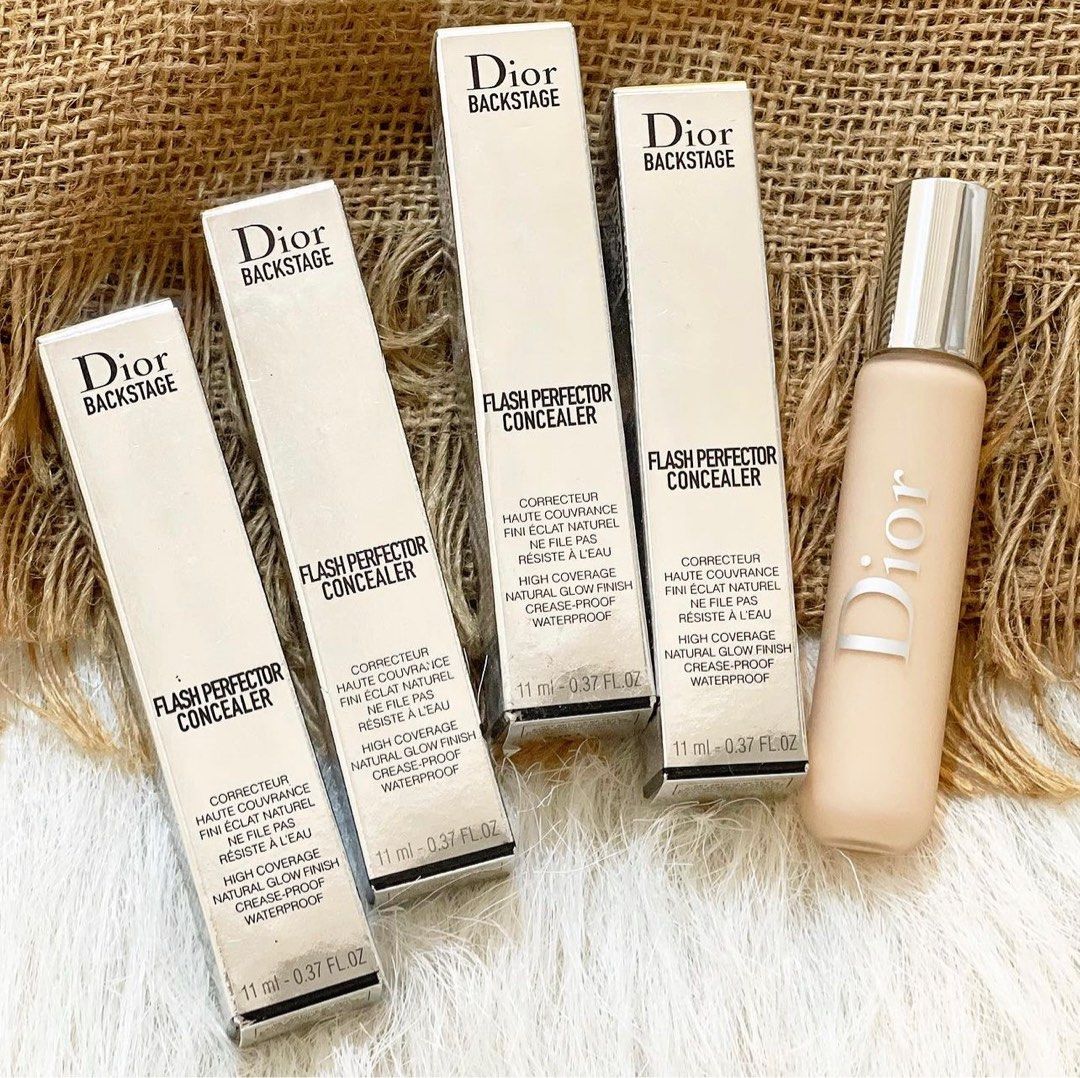 Dior
BACKSTAGE
FLASH PERFECTOR
CONCEALER
CORRECTEUR
HAUTE COUVRANCE
FINI ÉCLAT NATUREL
NE FILE PAS
RÉSISTE À L'EAU
HIGH COVERAGE
NATURAL GLOW FINISH
CREASE-PROOF
WATERPROOF
11 ml - 0.37 FL.OZ
Dior
BACKSTAGE
FLASH PERFECTOR
CONCEALER
CORRECTEUR
HAUTE COUVRANCE
FINI ÉCLAT NATUREL
NE FILE PAS
RÉSISTE À L'EAU
HIGH COVERAGE
NATURAL GLOW FINISH
CREASE-PROOF
WATERPROOF
11 ml - 0.37 FL.OZ
Dior
BACKSTAGE
FLASH PERFECTOR
CONCEALER
CORRECTEUR
HAUTE COUVRANCE
FINI ÉCLAT NATUREL
NE FILE PAS
RÉSISTE À L'EAU
HIGH COVERAGE
NATURAL GLOW FINISH
CREASE-PROOF
WATERPROOF
11 ml - 0.37 FL.OZ
Dior
BACKSTAGE
FLASH PERFECTOR
CONCEALER
CORRECTEUR
HAUTE COUVRANCE
FINI ÉCLAT NATUREL
NE FILE PAS
RÉSISTE À L'EAU
HIGH COVERAGE
NATURAL GLOW FINISH
CREASE-PROOF
WATERPROOF
11 ml - 0.37 FL.OZ
Dior